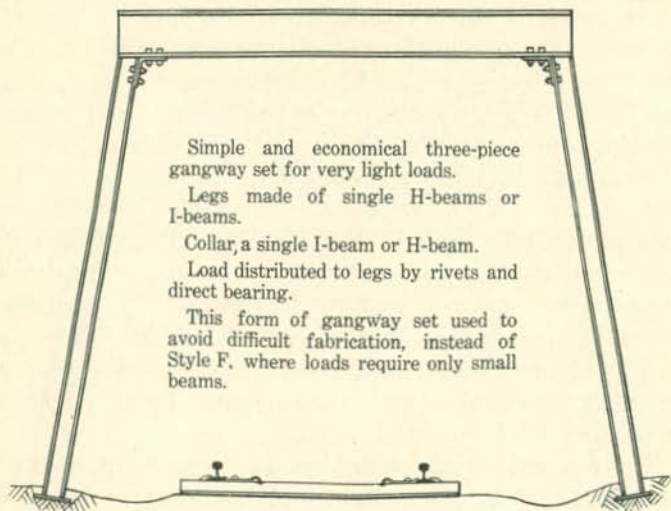 Simple and economical three-piece
gangway set for very light loads.
Legs made of single H-beams or
I-beams.
Collar, a single I-beam or H-beam.
Load distributed to legs by rivets and
direct bearing.
This form of gangway set used to
avoid difficult fabrication, instead of
Style F. where loads require only small
beams.